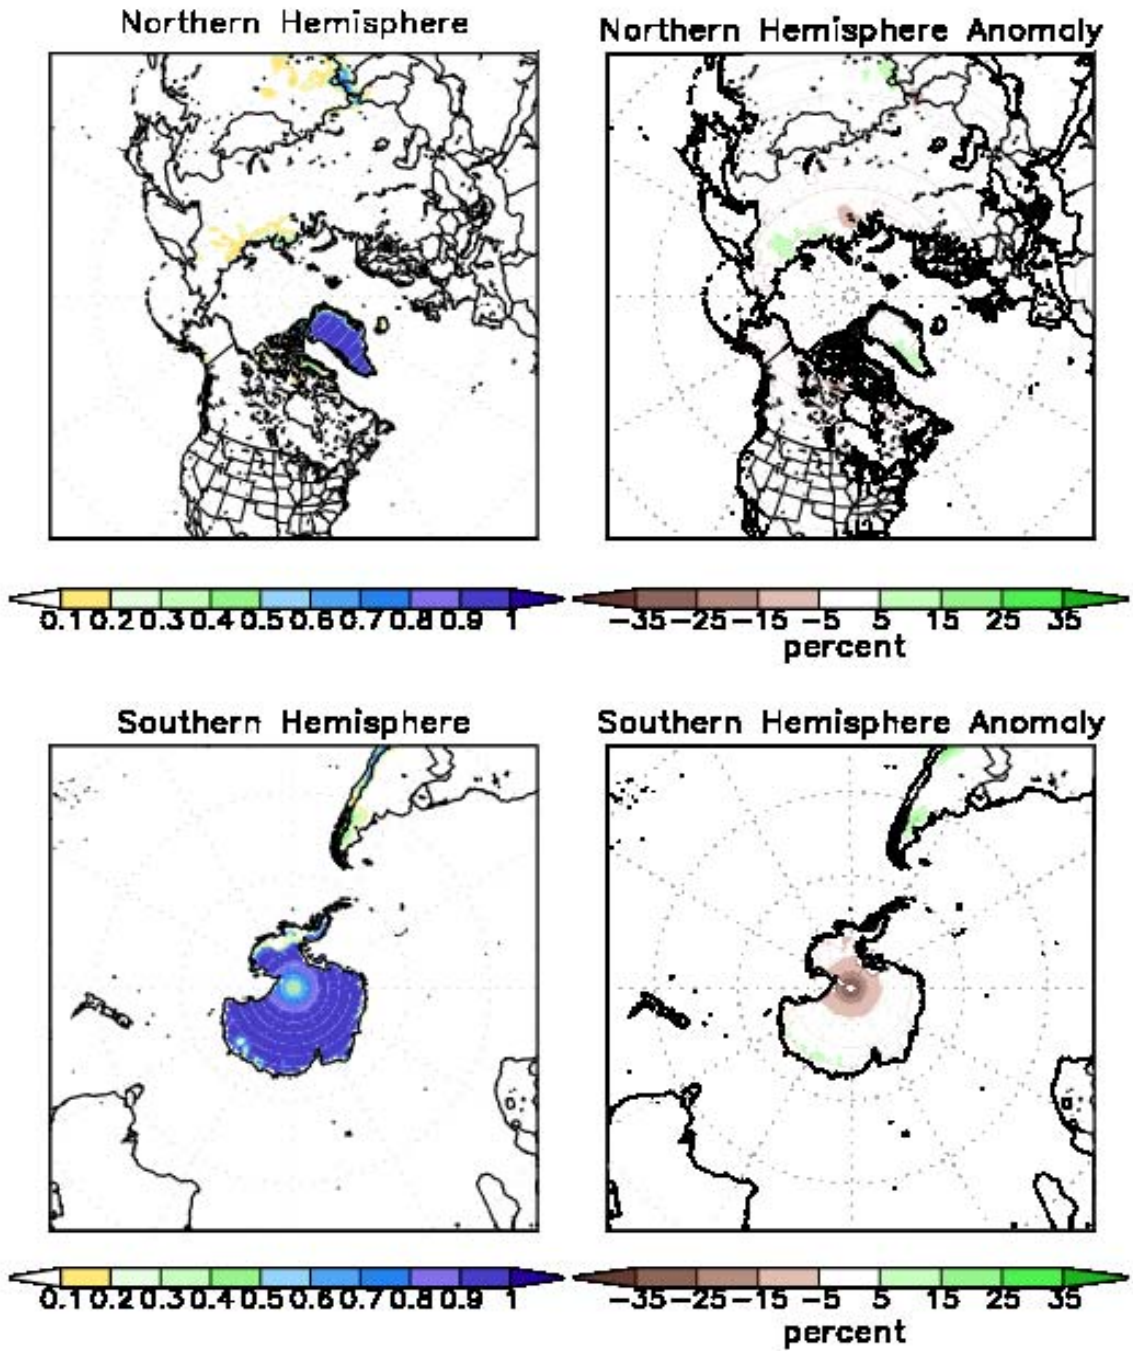 Northern Hemisphere
Northern Hemisphere Anomaly
0.1 0.2 0.3 0.4 0.5 0.6 0.7 0.8 0.9 1
-35 -25 -15 -5 5 15 25 35
percent
Southern Hemisphere
Southern Hemisphere Anomaly
0.1 0.2 0.3 0.4 0.5 0.6 0.7 0.8 0.9 1
-35 -25 -15 -5 5 15 25 35
percent